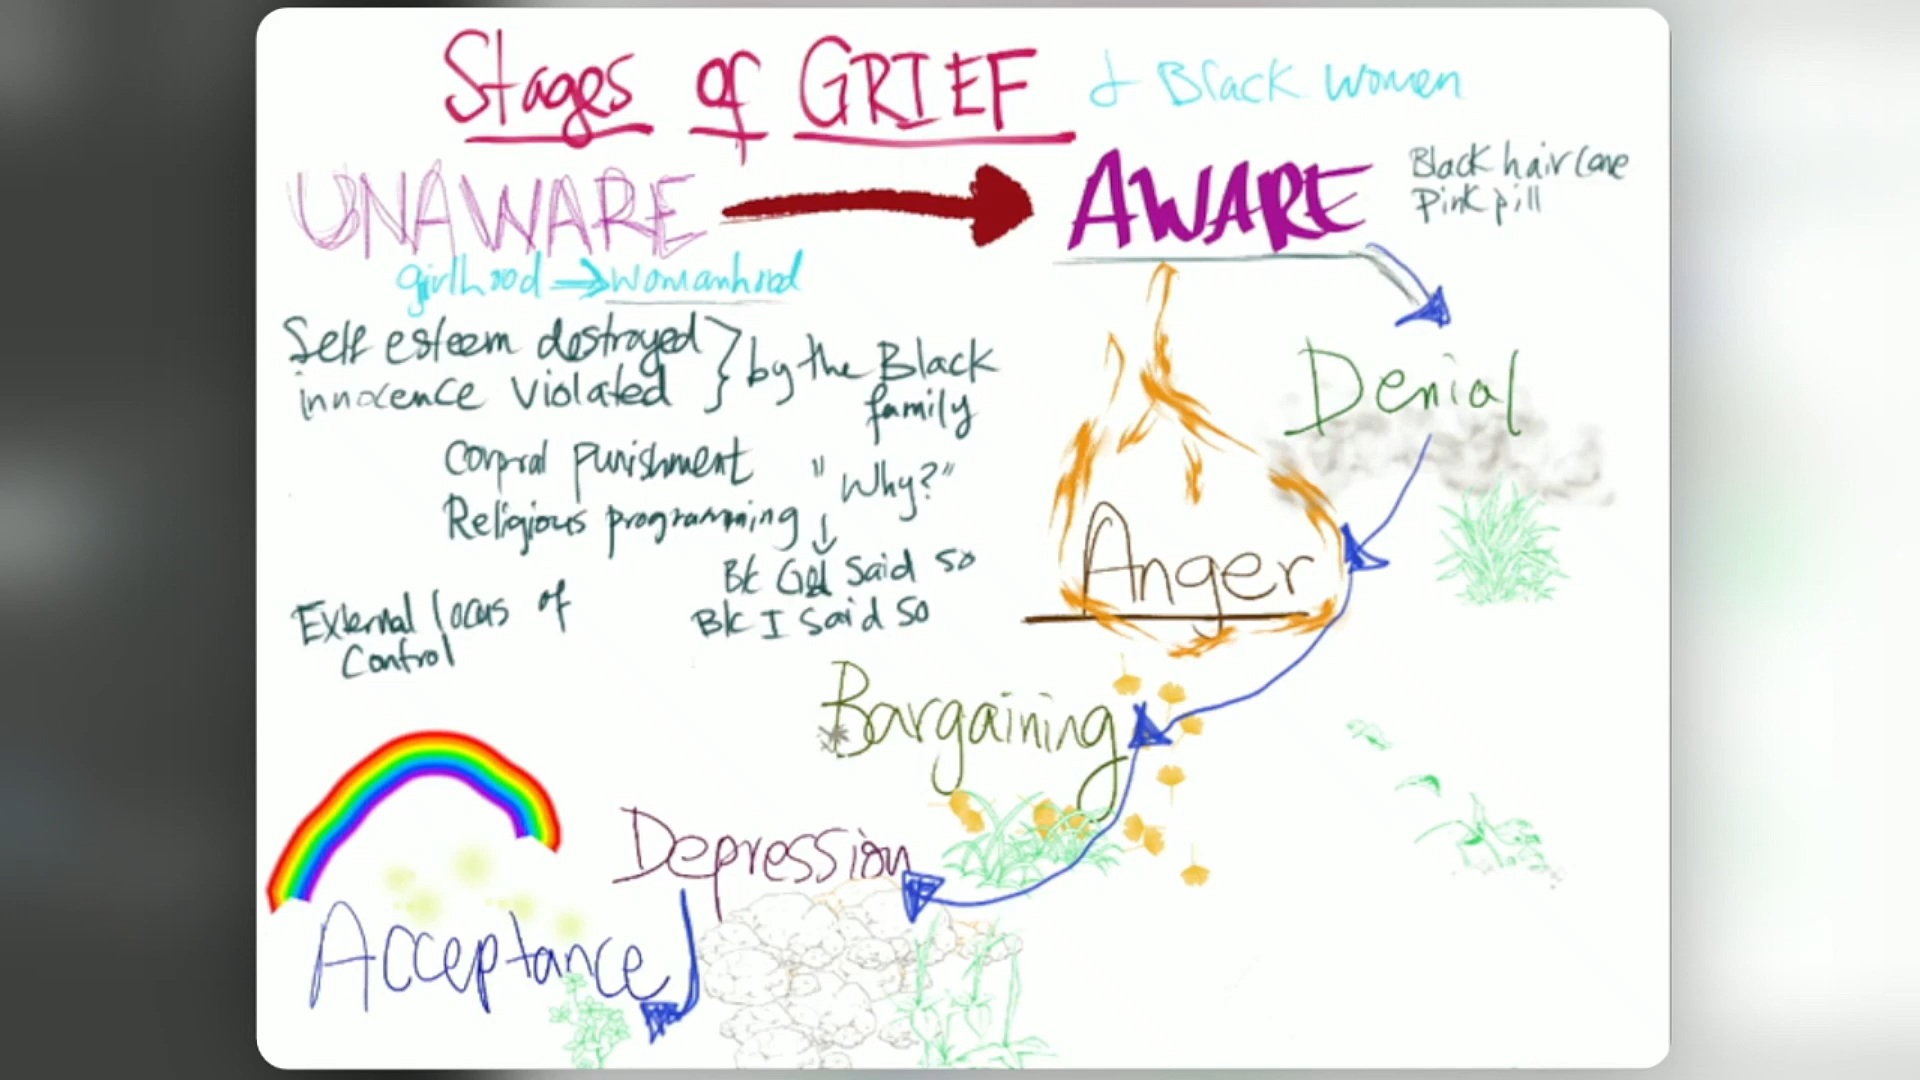 Stages of GRIEF & Black women
UNAWARE AWARE
Black hair care
Pink pill
girlhood → womanhood
Self esteem destroyed
innocence violated
by the Black
family
Corpral punishment
Religious programming
"Why?"
↓
Bk God Said so
Bk I Said So
External locus of
Control
Denial
Anger
Bargaining
Depression
Acceptance